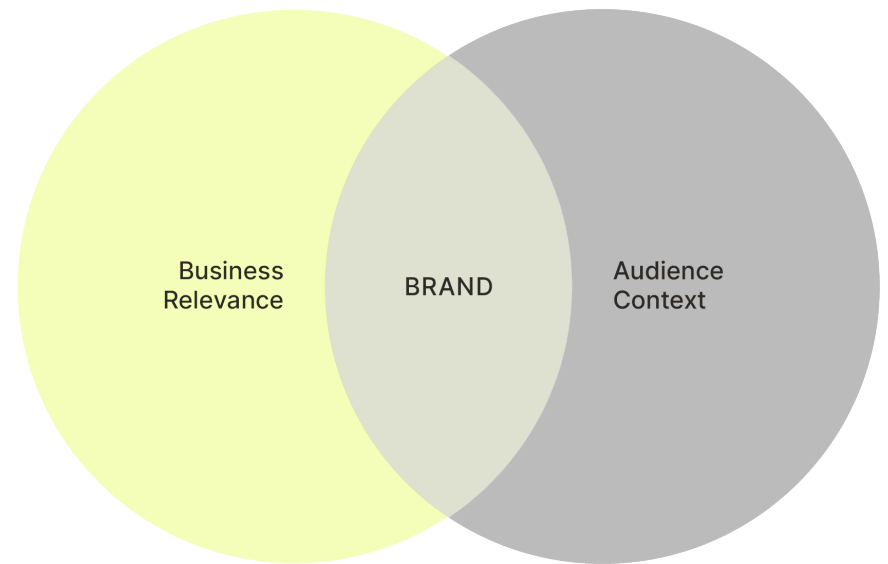 Business
Relevance
BRAND
Audience
Context